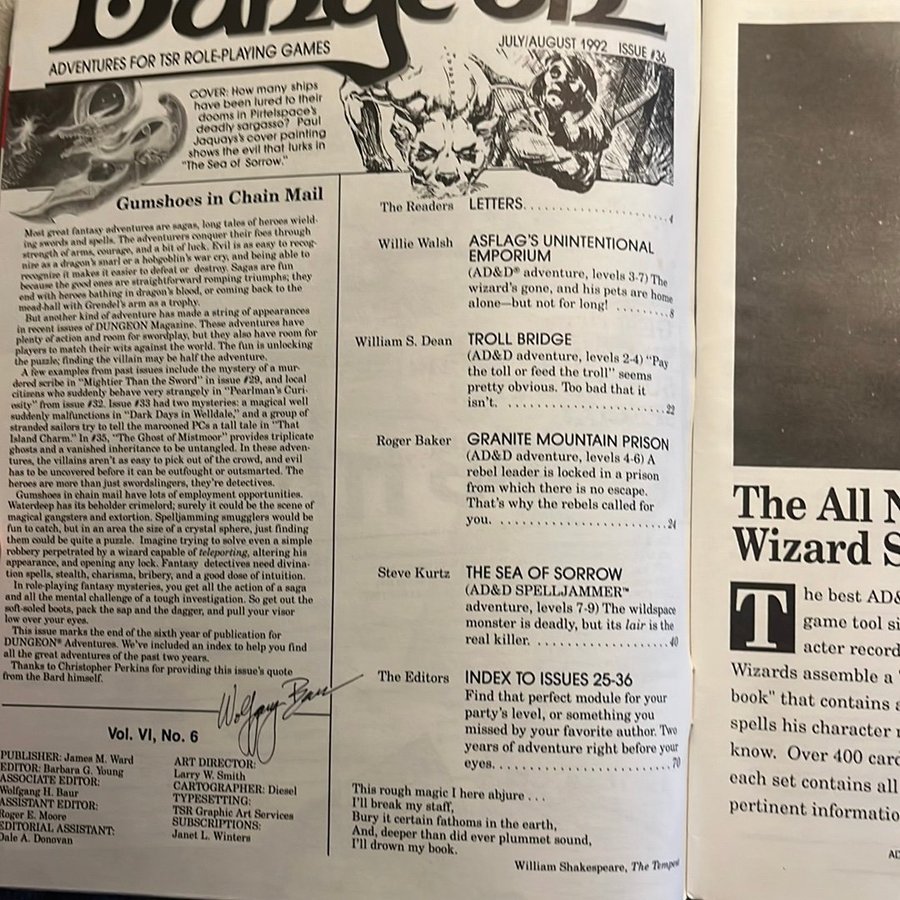 Dungeon
ADVENTURES FOR TSR ROLE-PLAYING GAMES
JULY/AUGUST 1992 ISSUE #36
COVER: How many ships
have been lured to their
dooms in Pirtelspace's
deadly sargasso? Paul
Jaquays's cover painting
shows the evil that lurks in
"The Sea of Sorrow."
Gumshoes in Chain Mail
Most great fantasy adventures are sagas, long tales of heroes wield-
ing swords and spells. The adventurers conquer their foes through
strength of arms, courage, and a bit of luck. Evil is as easy to recog-
nize as a dragon's snarl or a hobgoblin's war cry, and being able to
recognize it makes it easier to defeat or destroy. Sagas are fun
because the good ones are straightforward romping triumphs; they
end with heroes bathing in dragon's blood, or coming back to the
mead-hall with Grendel's arm as a trophy.
But another kind of adventure has made a string of appearances
in recent issues of DUNGEON Magazine. These adventures have
plenty of action and room for swordplay, but they also have room for
players to match their wits against the world. The fun is unlocking
the puzzle; finding the villain may be half the adventure.
A few examples from past issues include the mystery of a mur-
dered scribe in "Mightier Than the Sword" in issue #29, and local
citizens who suddenly behave very strangely in "Pearlman's Curi-
osity" from issue #32. Issue #33 had two mysteries: a magical well
suddenly malfunctions in "Dark Days in Welldale," and a group of
stranded sailors try to tell the marooned PCs a tall tale in "That
Island Charm." In #35, "The Ghost of Mistmoor" provides triplicate
ghosts and a vanished inheritance to be untangled. In these adven-
tures, the villains aren't as easy to pick out of the crowd, and evil
has to be uncovered before it can be outfought or outsmarted. The
heroes are more than just swordslingers, they're detectives.
Gumshoes in chain mail have lots of employment opportunities.
Waterdeep has its beholder crimelord; surely it could be the scene of
magical gangsters and extortion. Spelljamming smugglers would be
fun to catch, but in an area the size of a crystal sphere, just finding
them could be quite a puzzle. Imagine trying to solve even a simple
robbery perpetrated by a wizard capable of teleporting, altering his
appearance, and opening any lock. Fantasy detectives need divina-
tion spells, stealth, charisma, bribery, and a good dose of intuition.
In role-playing fantasy mysteries, you get all the action of a saga
and all the mental challenge of a tough investigation. So get out the
soft-soled boots, pack the sap and the dagger, and pull your visor
low over your eyes.
This issue marks the end of the sixth year of publication for
DUNGEON® Adventures. We've included an index to help you find
all the great adventures of the past two years.
Thanks to Christopher Perkins for providing this issue's quote
from the Bard himself.
Wolfgang Baur
Vol. VI, No. 6
PUBLISHER: James M. Ward
EDITOR: Barbara G. Young
ASSOCIATE EDITOR:
Wolfgang H. Baur
ASSISTANT EDITOR:
Roger E. Moore
EDITORIAL ASSISTANT:
Dale A. Donovan
ART DIRECTOR:
Larry W. Smith
CARTOGRAPHER: Diesel
TYPESETTING:
TSR Graphic Art Services
SUBSCRIPTIONS:
Janet L. Winters
The Readers LETTERS. . . . . . . . . . . . . . . . . . . .4
Willie Walsh ASFLAG'S UNINTENTIONAL
EMPORIUM
(AD&D® adventure, levels 3-7) The
wizard's gone, and his pets are home
alone—but not for long! . . . . . . . . .8
William S. Dean TROLL BRIDGE
(AD&D adventure, levels 2-4) "Pay
the toll or feed the troll" seems
pretty obvious. Too bad that it
isn't. . . . . . . . . . . . . . . . . . . . . . . .22
Roger Baker GRANITE MOUNTAIN PRISON
(AD&D adventure, levels 4-6) A
rebel leader is locked in a prison
from which there is no escape.
That's why the rebels called for
you. . . . . . . . . . . . . . . . . . . . . . . . .24
Steve Kurtz THE SEA OF SORROW
(AD&D SPELLJAMMER™
adventure, levels 7-9) The wildspace
monster is deadly, but its lair is the
real killer. . . . . . . . . . . . . . . . . . .40
The Editors INDEX TO ISSUES 25-36
Find that perfect module for your
party's level, or something you
missed by your favorite author. Two
years of adventure right before your
eyes. . . . . . . . . . . . . . . . . . . . . . . .70
This rough magic I here abjure . . .
I'll break my staff,
Bury it certain fathoms in the earth,
And, deeper than did ever plummet sound,
I'll drown my book.
William Shakespeare, The Tempest
The All N
Wizard S
The best AD&
game tool si
acter record
Wizards assemble a "
book" that contains a
spells his character
know. Over 400 card
each set contains all
pertinent informatio
AD